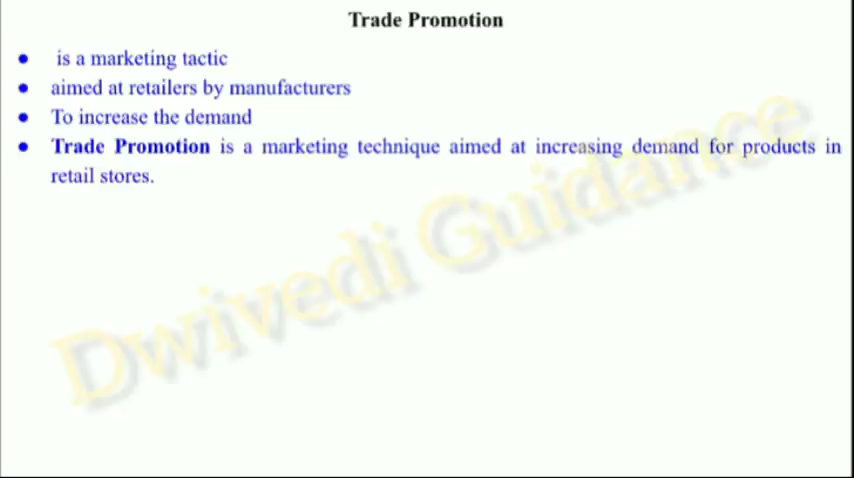 Trade Promotion
● is a marketing tactic
● aimed at retailers by manufacturers
● To increase the demand
● Trade Promotion is a marketing technique aimed at increasing demand for products in
retail stores.
Dwivedi Guidance